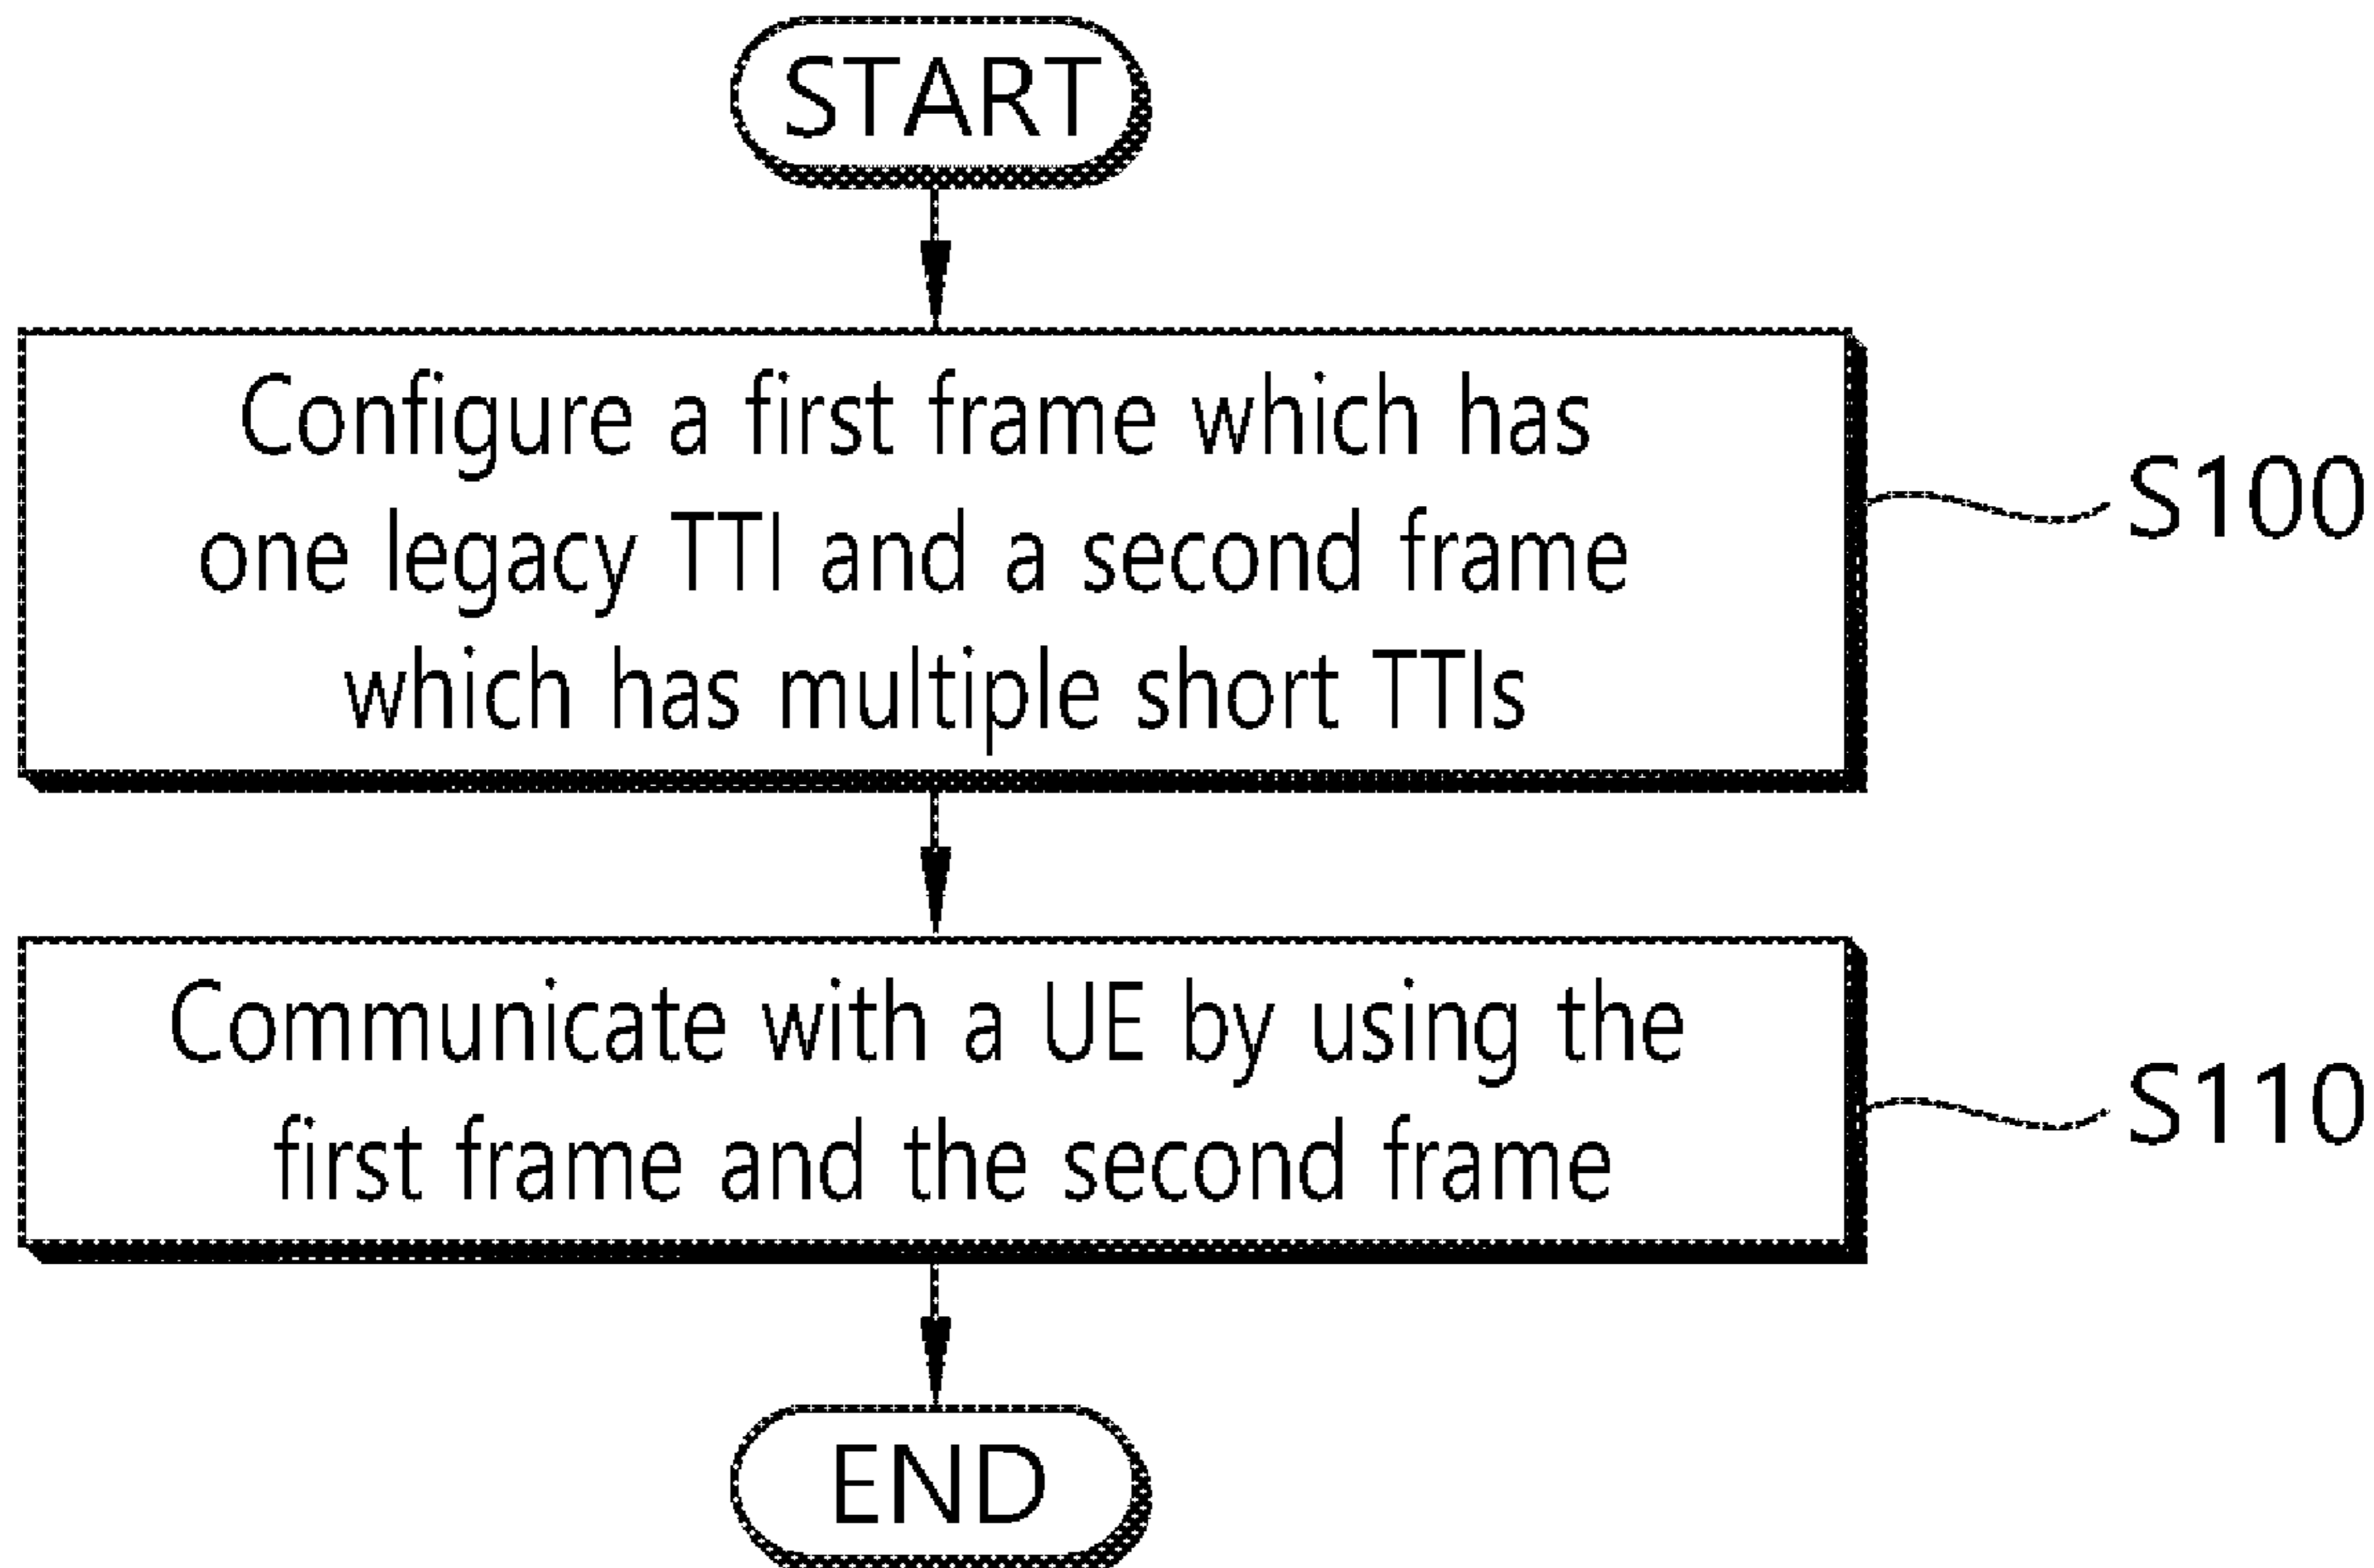 START
Configure a first frame which has
one legacy TTI and a second frame
which has multiple short TTIs
S100
Communicate with a UE by using the
first frame and the second frame
S110
END